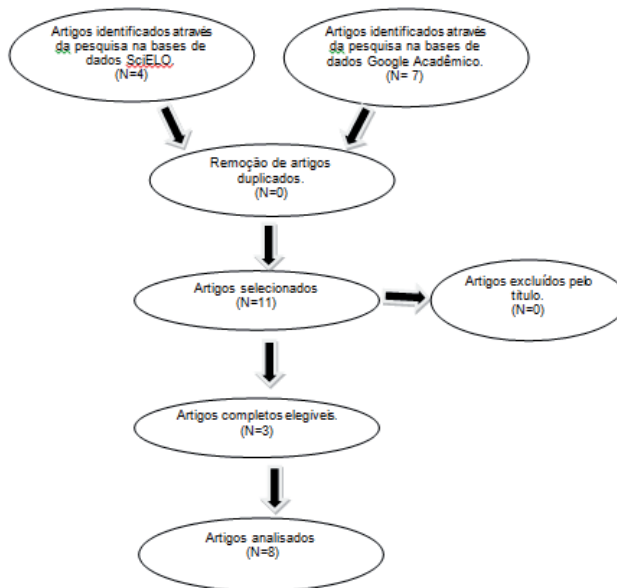 Artigos identificados através
da pesquisa na bases de
dados SciELO.
(N=4)
Artigos identificados através
da pesquisa na bases de
dados Google Acadêmico.
(N= 7)
Remoção de artigos
duplicados.
(N=0)
Artigos selecionados
(N=11)
Artigos excluídos pelo
título.
(N=0)
Artigos completos elegíveis.
(N=3)
Artigos analisados
(N=8)